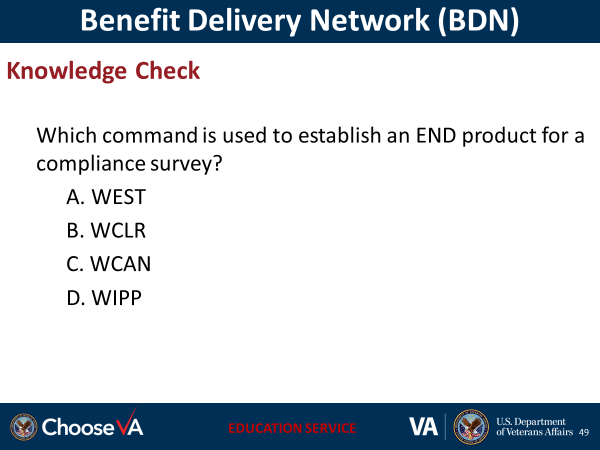 Benefit Delivery Network (BDN)
Knowledge Check
Which command is used to establish an END product for a
compliance survey?
A. WEST
B. WCLR
C. WCAN
D. WIPP
ChooseVA
EDUCATION SERVICE
VA
U.S. Department
of Veterans Affairs
49